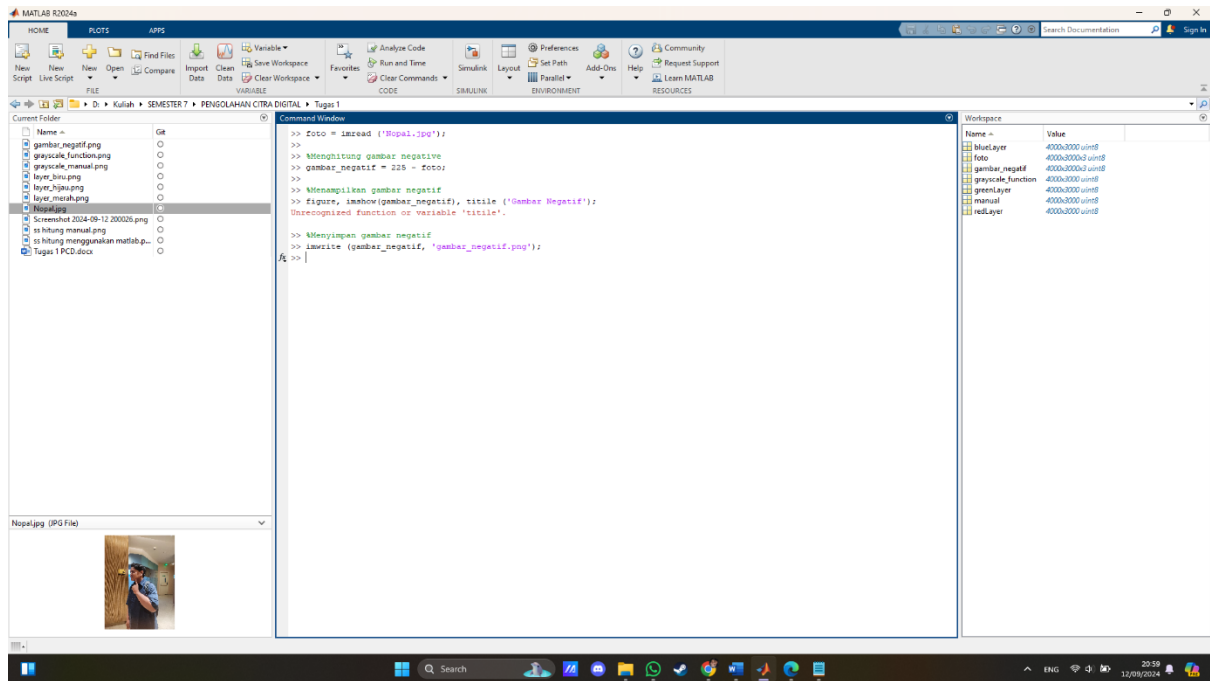 MATLAB R2024a
HOME PLOTS APPS
Search Documentation Sign In
New Script
New Live Script
New
Open
Find Files
Compare
Import Data
Clean Data
Variable
Save Workspace
Clear Workspace
Favorites
Analyze Code
Run and Time
Clear Commands
Simulink
Layout
Preferences
Set Path
Parallel
Add-Ons
Help
Community
Request Support
Learn MATLAB
FILE VARIABLE CODE SIMULINK ENVIRONMENT RESOURCES
D: Kuliah SEMESTER 7 PENGOLAHAN CITRA DIGITAL Tugas 1
Current Folder
Name Git
gambar_negatif.png
grayscale_function.png
grayscale_manual.png
layer_biru.png
layer_hijau.png
layer_merah.png
Nopal.jpg
Screenshot 2024-09-12 200026.png
ss hitung manual.png
ss hitung menggunakan matlab.p...
Tugas 1 PCD.docx
Nopal.jpg (JPG File)
Command Window
>> foto = imread ('Nopal.jpg');
>>
>> %Menghitung gambar negative
>> gambar_negatif = 225 - foto;
>>
>> %Menampilkan gambar negatif
>> figure, imshow(gambar_negatif), titile ('Gambar Negatif');
Unrecognized function or variable 'titile'.
>> %Menyimpan gambar negatif
>> imwrite (gambar_negatif, 'gambar_negatif.png');
fx >>
Workspace
Name Value
blueLayer 4000x3000 uint8
foto 4000x3000x3 uint8
gambar_negatif 4000x3000x3 uint8
grayscale_function 4000x3000 uint8
greenLayer 4000x3000 uint8
manual 4000x3000 uint8
redLayer 4000x3000 uint8
Search
ENG
20:59
12/09/2024